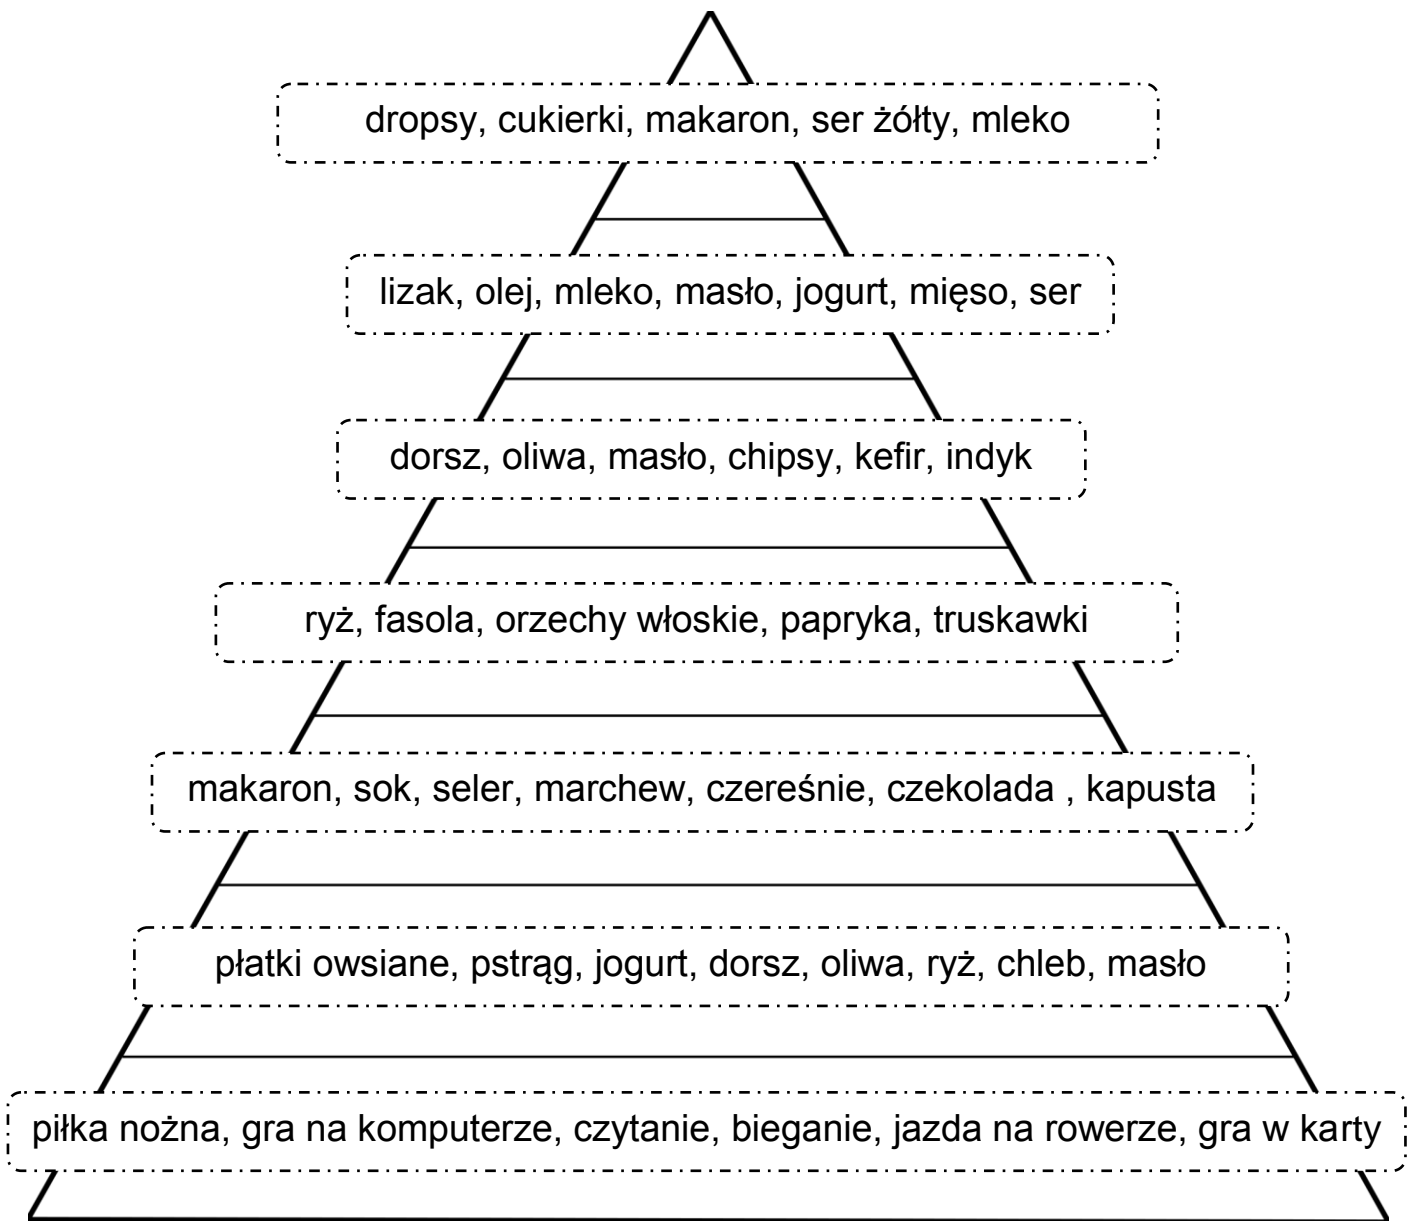 dropsy, cukierki, makaron, ser żółty, mleko
lizak, olej, mleko, masło, jogurt, mięso, ser
dorsz, oliwa, masło, chipsy, kefir, indyk
ryż, fasola, orzechy włoskie, papryka, truskawki
makaron, sok, seler, marchew, czereśnie, czekolada , kapusta
płatki owsiane, pstrąg, jogurt, dorsz, oliwa, ryż, chleb, masło
piłka nożna, gra na komputerze, czytanie, bieganie, jazda na rowerze, gra w karty